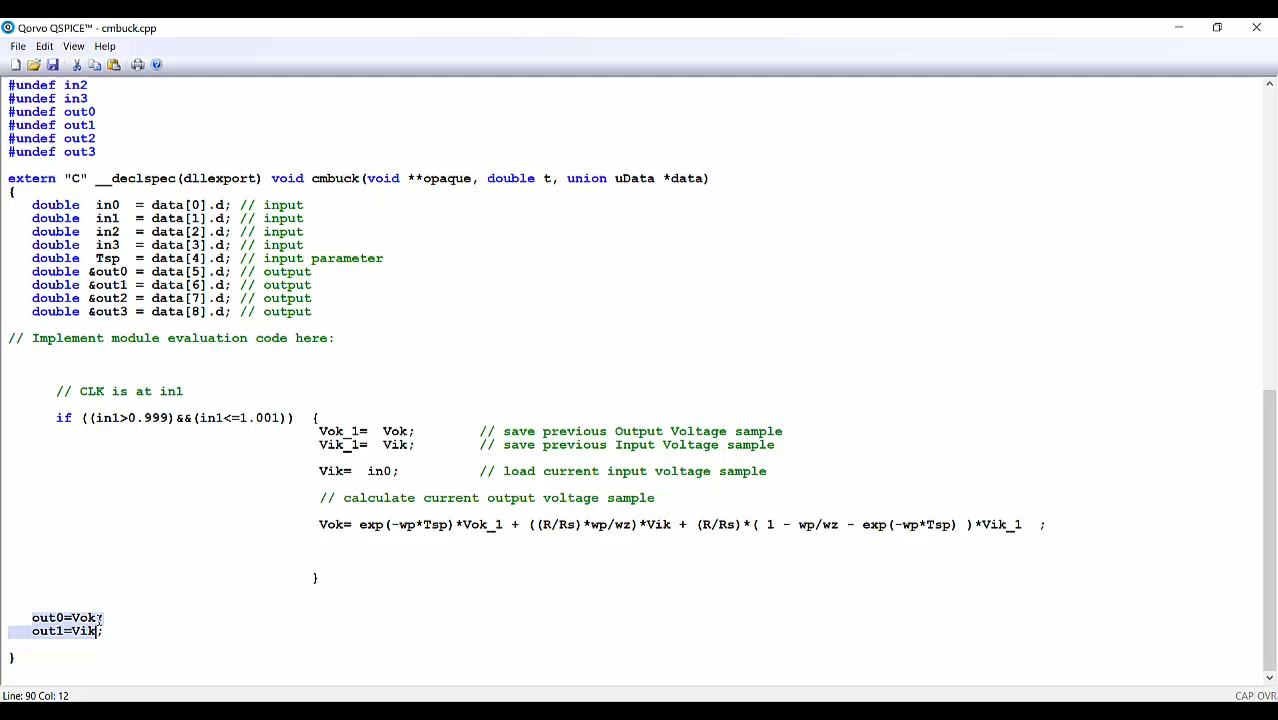 Qorvo QSPICE™ - cmbuck.cpp
File Edit View Help
#undef in2
#undef in3
#undef out0
#undef out1
#undef out2
#undef out3
extern "C" __declspec(dllexport) void cmbuck(void **opaque, double t, union uData *data)
{
double in0 = data[0].d; // input
double in1 = data[1].d; // input
double in2 = data[2].d; // input
double in3 = data[3].d; // input
double Tsp = data[4].d; // input parameter
double &out0 = data[5].d; // output
double &out1 = data[6].d; // output
double &out2 = data[7].d; // output
double &out3 = data[8].d; // output
// Implement module evaluation code here:
// CLK is at in1
if ((in1>0.999)&&(in1<=1.001)) {
Vok_1= Vok; // save previous Output Voltage sample
Vik_1= Vik; // save previous Input Voltage sample
Vik= in0; // load current input voltage sample
// calculate current output voltage sample
Vok= exp(-wp*Tsp)*Vok_1 + ((R/Rs)*wp/wz)*Vik + (R/Rs)*( 1 - wp/wz - exp(-wp*Tsp) )*Vik_1 ;
}
out0=Vok;
out1=Vik;
}
Line: 90 Col: 12
CAP OVR